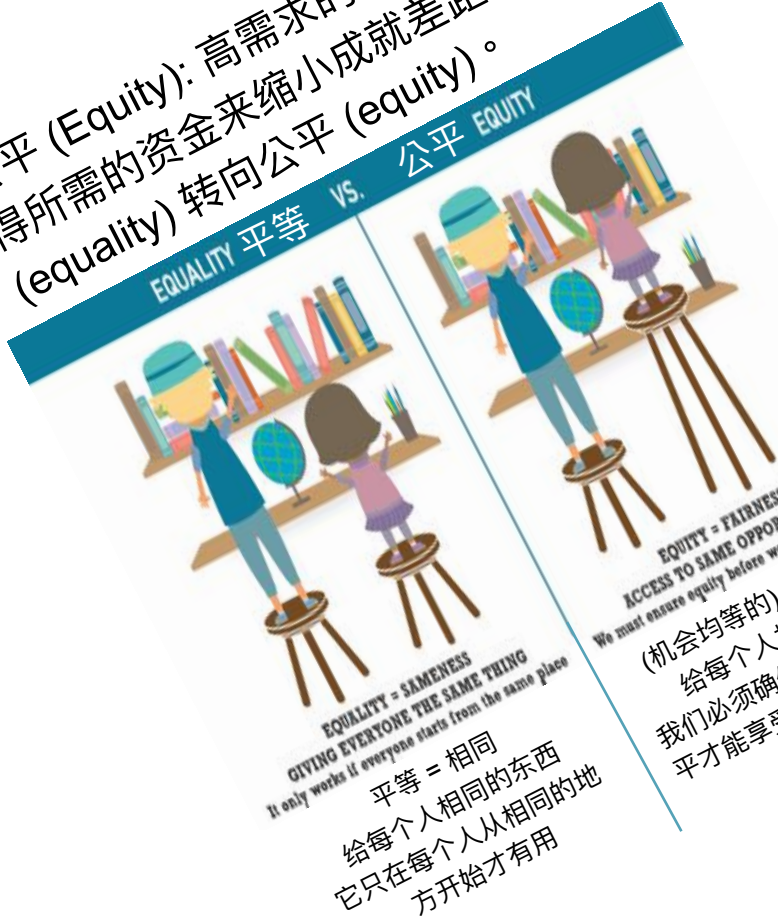 平 (Equity): 高需求的
得所需的资金来缩小成就差距
(equality) 转向公平 (equity) 。
EQUALITY 平等 VS. 公平 EQUITY
EQUALITY = SAMENESS
GIVING EVERYONE THE SAME THING
It only works if everyone starts from the same place
平等 = 相同
给每个人相同的东西
它只在每个人从相同的地
方开始才有用
EQUITY = FAIRNESS
ACCESS TO SAME
We must ensure equity before
(机会均等的)
给每个人
我们必须确
平才能享受